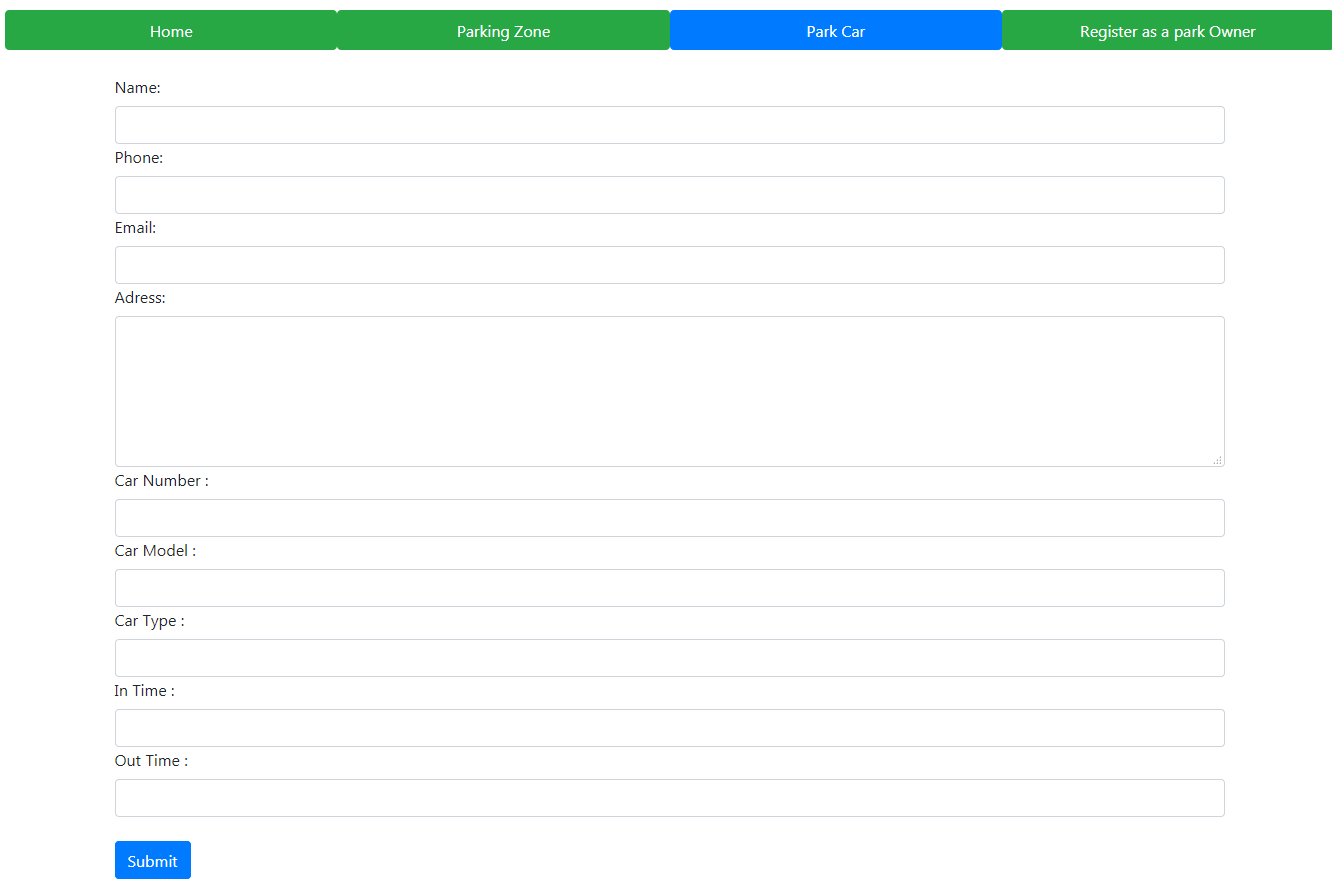 Home Parking Zone Park Car Register as a park Owner
Name:
Phone:
Email:
Adress:
Car Number :
Car Model :
Car Type :
In Time :
Out Time :
Submit